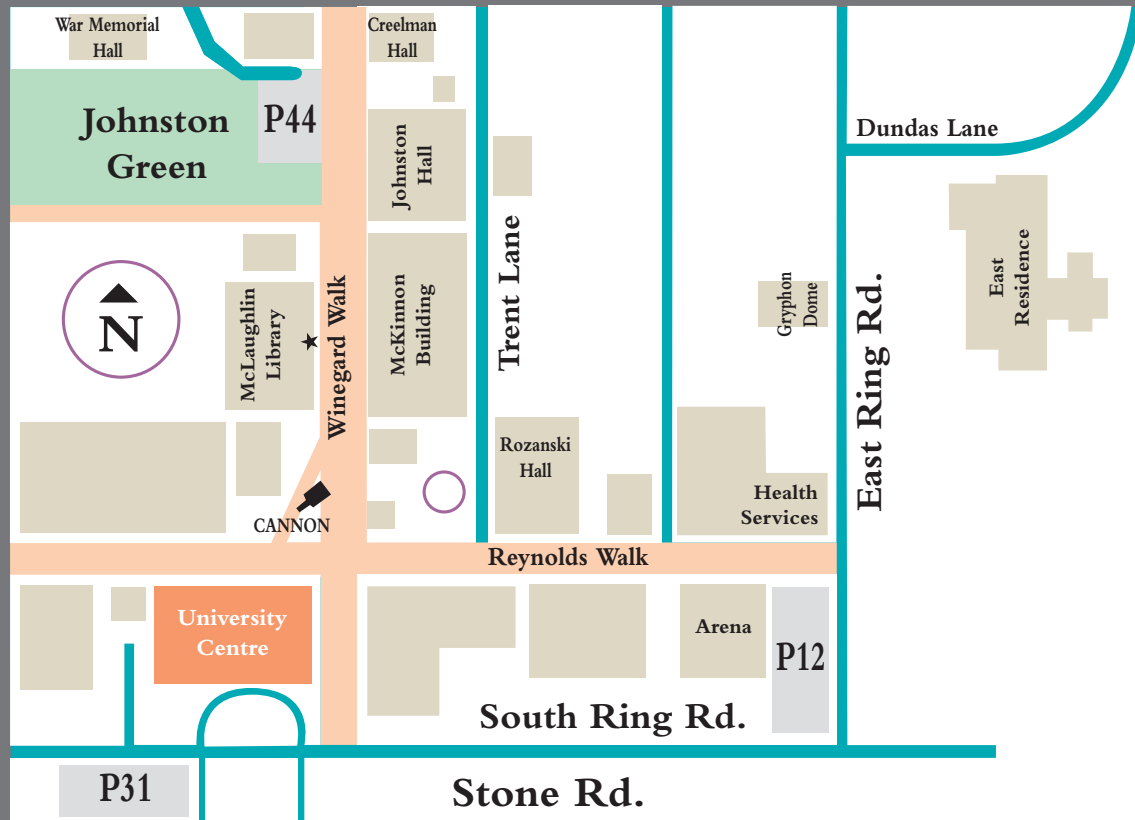 War Memorial
Hall
Creelman
Hall
Johnston
Green
P44
Johnston
Hall
Dundas Lane
East
Residence
Trent Lane
East Ring Rd.
Gryphon
Dome
N
McLaughlin
Library
Winegard Walk
McKinnon
Building
Rozanski
Hall
Health
Services
CANNON
Reynolds Walk
University
Centre
Arena
P12
South Ring Rd.
P31
Stone Rd.